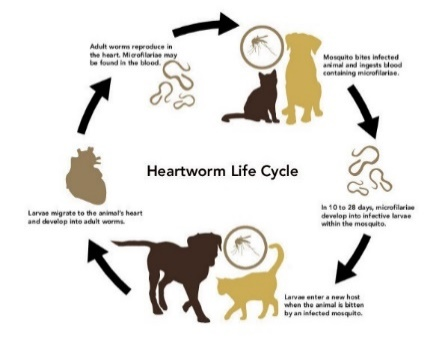 Heartworm Life Cycle
Adult worms reproduce in
the heart. Microfilariae may
be found in the blood.
Mosquito bites infected
animal and ingests blood
containing microfilariae.
In 10 to 28 days, microfilariae
develop into infective larvae
within the mosquito.
Larvae enter a new host
when the animal is bitten
by an infected mosquito.
Larvae migrate to the animal's heart
and develop into adult worms.